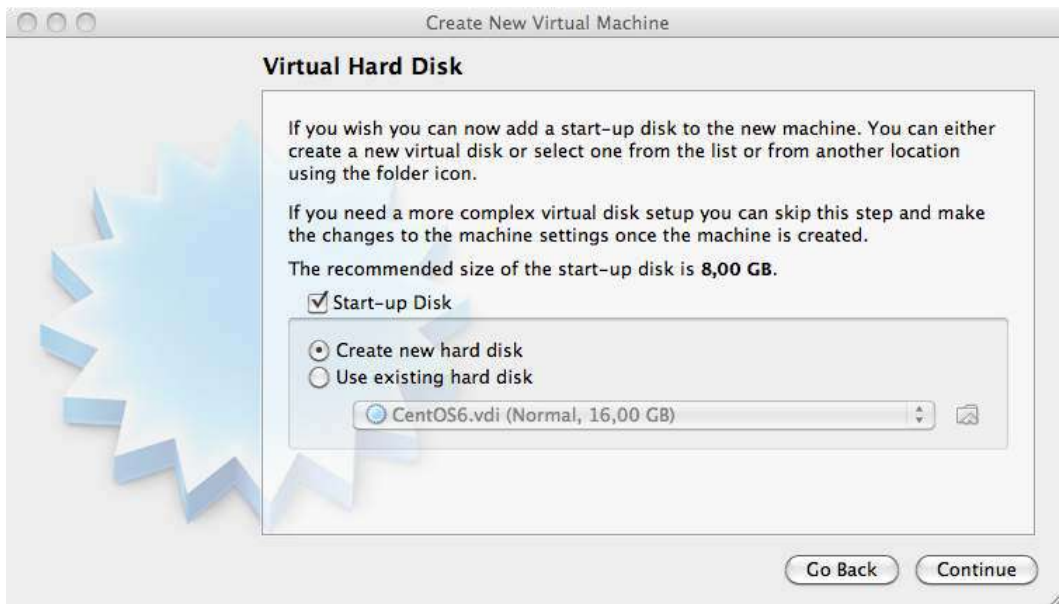 Create New Virtual Machine
Virtual Hard Disk
If you wish you can now add a start-up disk to the new machine. You can either
create a new virtual disk or select one from the list or from another location
using the folder icon.
If you need a more complex virtual disk setup you can skip this step and make
the changes to the machine settings once the machine is created.
The recommended size of the start-up disk is 8,00 GB.
Start-up Disk
Create new hard disk
Use existing hard disk
CentOS6.vdi (Normal, 16,00 GB)
Go Back
Continue